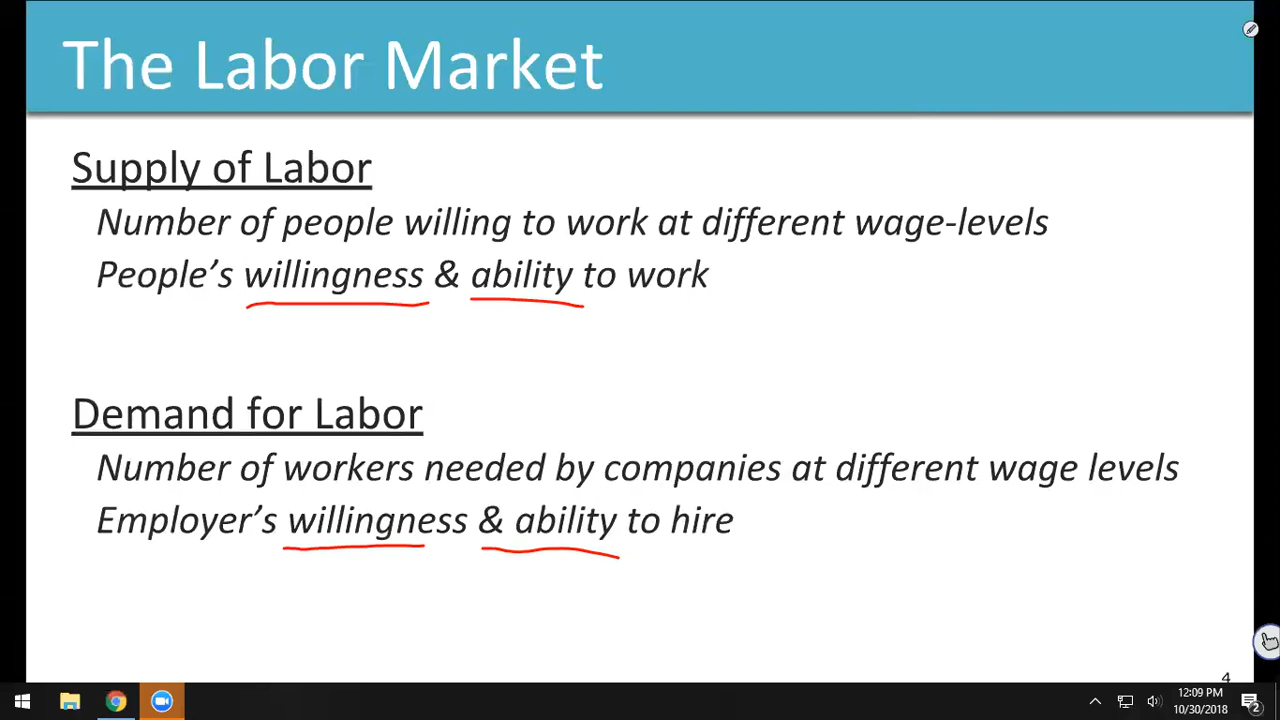 The Labor Market
Supply of Labor
Number of people willing to work at different wage-levels
People’s willingness & ability to work
Demand for Labor
Number of workers needed by companies at different wage levels
Employer’s willingness & ability to hire
4
12:09 PM
10/30/2018
2